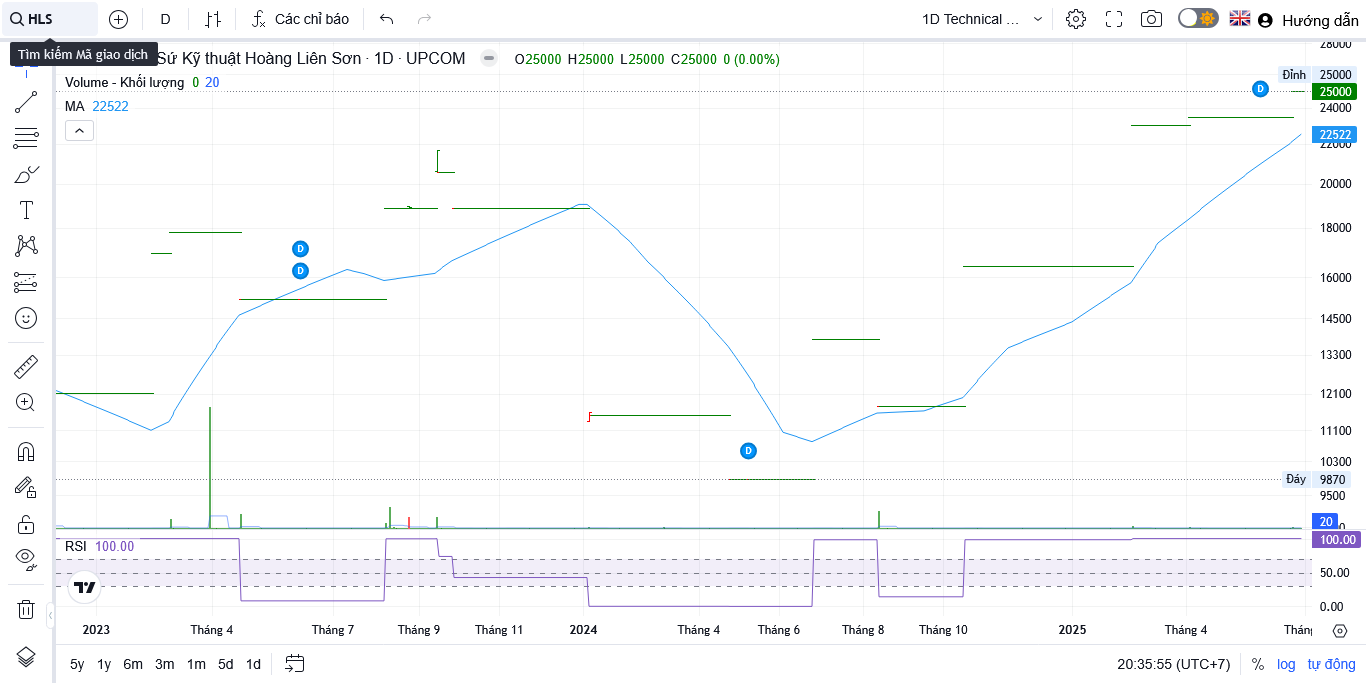 HLS
D
Các chỉ báo
1D Technical ...
Hướng dẫn
Tìm kiếm Mã giao dịch
Sứ Kỹ thuật Hoàng Liên Sơn · 1D · UPCOM
O25000 H25000 L25000 C25000 0 (0.00%)
Volume - Khối lượng 0 20
MA 22522
D
D
D
D
28000
Đỉnh 25000
25000
24000
22522
22000
20000
18000
16000
14500
13300
12100
11100
10300
Đáy 9870
9500
20
RSI 100.00
100.00
50.00
0.00
2023 Tháng 4 Tháng 7 Tháng 9 Tháng 11 2024 Tháng 4 Tháng 6 Tháng 8 Tháng 10 2025 Tháng 4
5y 1y 6m 3m 1m 5d 1d
20:35:55 (UTC+7) % log tự động